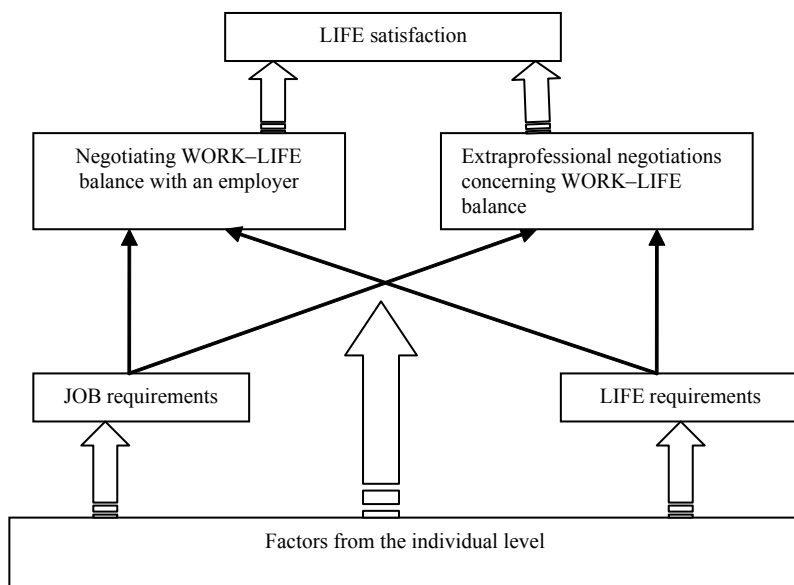 LIFE satisfaction
Negotiating WORK–LIFE
balance with an employer
Extraprofessional negotiations
concerning WORK–LIFE
balance
JOB requirements
LIFE requirements
Factors from the individual level